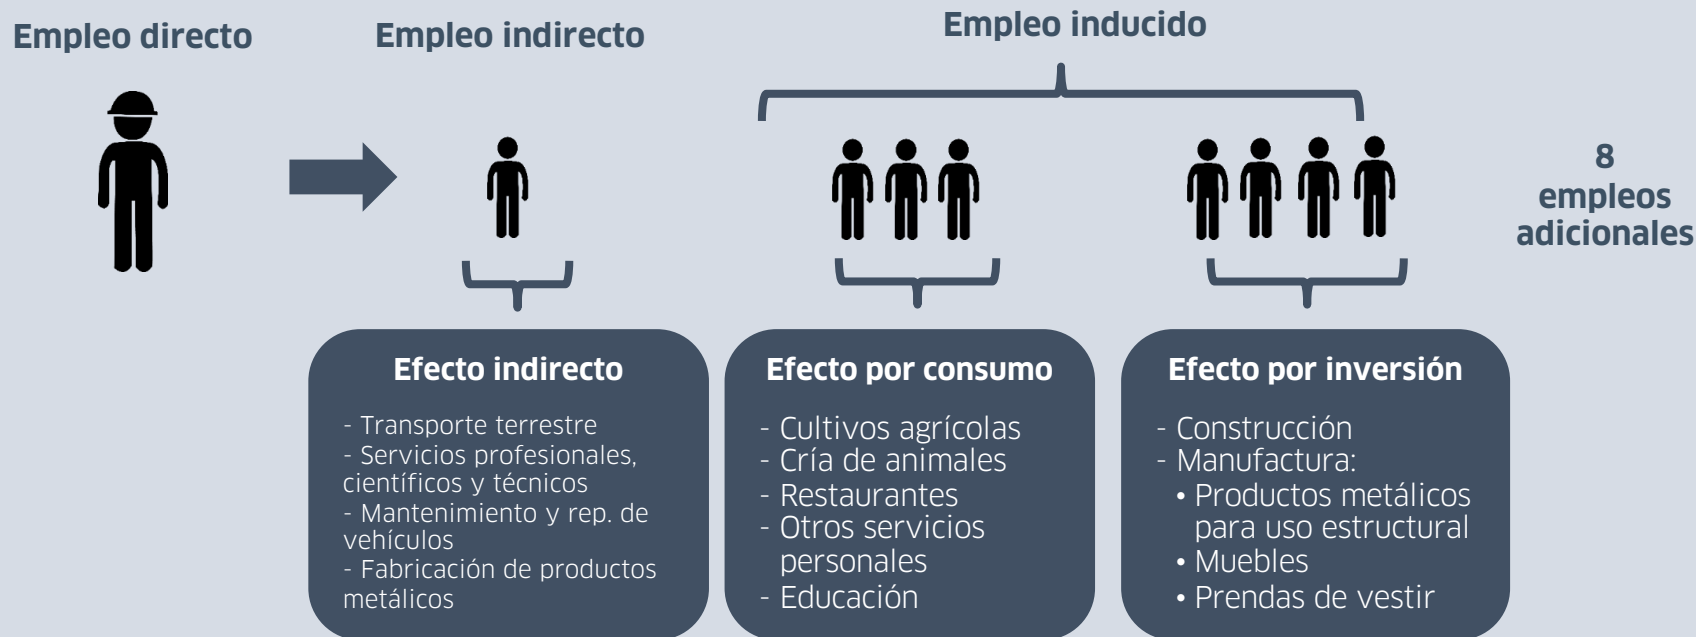 Empleo directo
Empleo indirecto
Empleo inducido
8
empleos
adicionales
Efecto indirecto
- Transporte terrestre
- Servicios profesionales,
científicos y técnicos
- Mantenimiento y rep. de
vehículos
- Fabricación de productos
metálicos
Efecto por consumo
- Cultivos agrícolas
- Cría de animales
- Restaurantes
- Otros servicios
personales
- Educación
Efecto por inversión
- Construcción
- Manufactura:
• Productos metálicos
para uso estructural
• Muebles
• Prendas de vestir